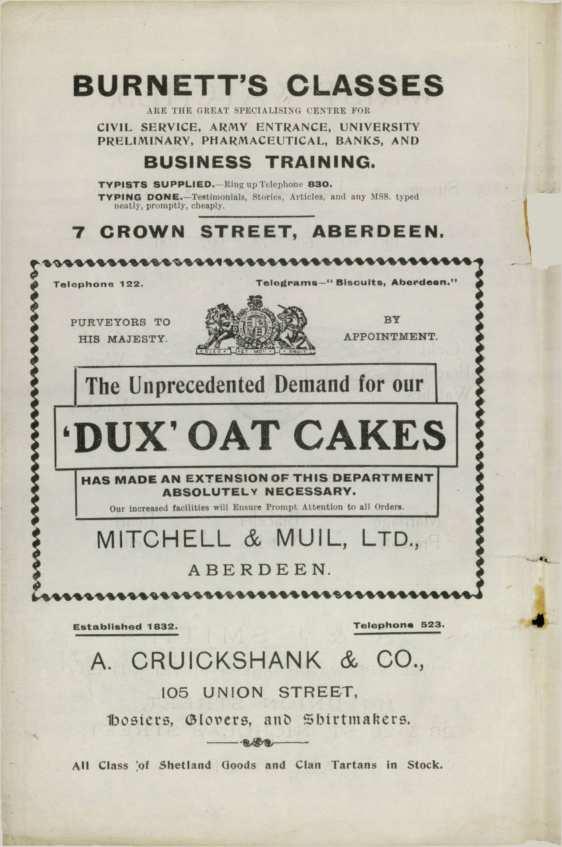 BURNETT'S CLASSES
ARE THE GREAT SPECIALISING CENTRE FOR
CIVIL SERVICE, ARMY ENTRANCE, UNIVERSITY
PRELIMINARY, PHARMACEUTICAL, BANKS, AND
BUSINESS TRAINING.
TYPISTS SUPPLIED.—Ring up Telephone 830.
TYPING DONE.—Testimonials, Stories, Articles, and any MSS. typed
neatly, promptly, cheaply.
7 CROWN STREET, ABERDEEN.
Telephone 122. Telegrams—"Biscuits, Aberdeen."
PURVEYORS TO
HIS MAJESTY.
BY
APPOINTMENT.
The Unprecedented Demand for our
'DUX' OAT CAKES
HAS MADE AN EXTENSION OF THIS DEPARTMENT
ABSOLUTELY NECESSARY.
Our increased facilities will Ensure Prompt Attention to all Orders.
MITCHELL & MUIL, LTD.,
ABERDEEN.
Established 1832. Telephone 523.
A. CRUICKSHANK & CO.,
105 UNION STREET,
Hosiers, Glovers, and Shirtmakers.
All Class of Shetland Goods and Clan Tartans in Stock.